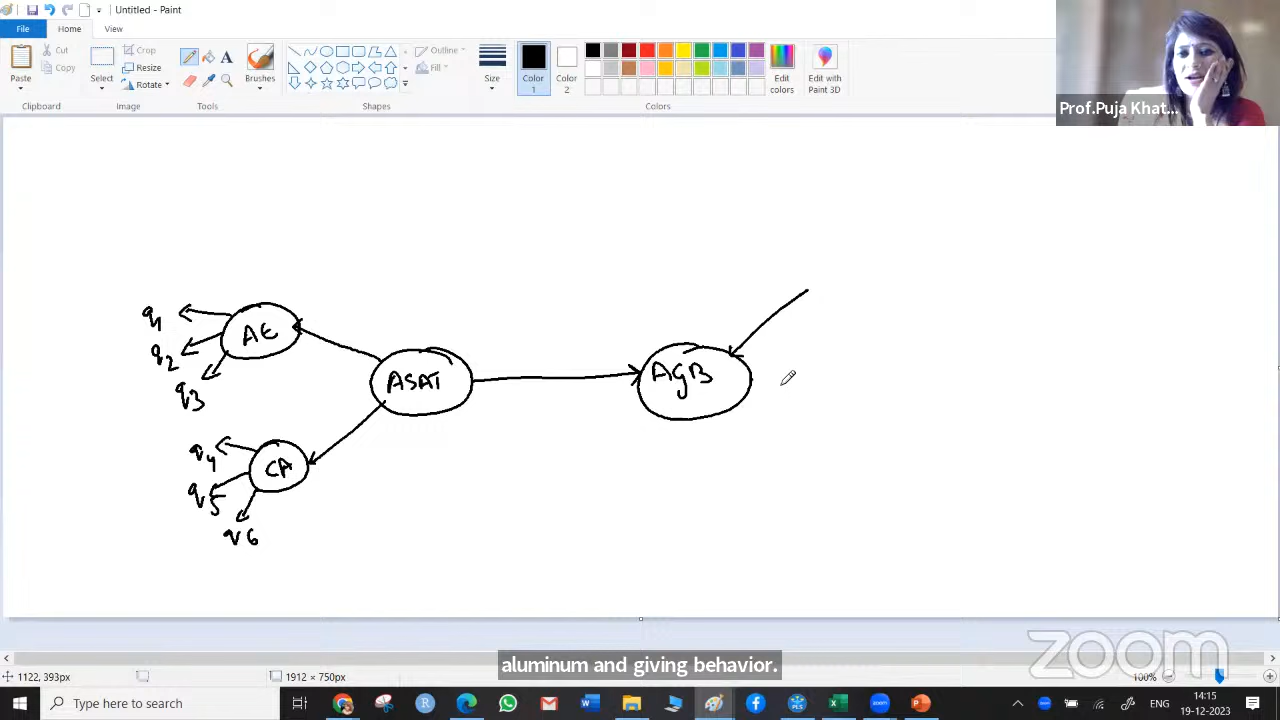 Untitled - Paint
File
Home
View
Paste
Cut
Copy
Clipboard
Select
Crop
Resize
Rotate
Image
A
Tools
Brushes
Shapes
Outline
Fill
Size
Color 1
Color 2
Colors
Edit colors
Edit with Paint 3D
Prof.Puja Khat...
q1
q2
q3
AE
ASAT
AGB
q4
q5
q6
CA
zoom
aluminum and giving behavior.
1122, 393px
1912 × 750px
100%
Type here to search
ENG
14:15
19-12-2023